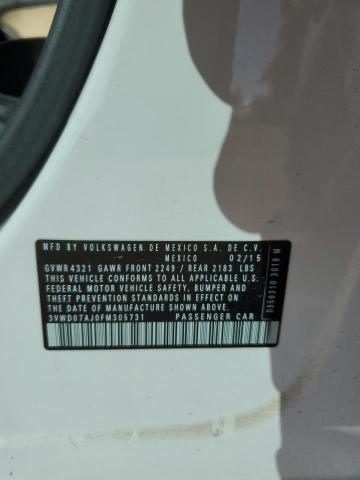 MFD. BY VOLKSWAGEN DE MEXICO S.A. DE C.V.
MEXICO 02/15
GVWR 4321 GAWR FRONT 2249 / REAR 2183 LBS
THIS VEHICLE CONFORMS TO ALL APPLICABLE U.S.
FEDERAL MOTOR VEHICLE SAFETY, BUMPER AND
THEFT PREVENTION STANDARDS IN EFFECT ON
THE DATE OF MANUFACTURE SHOWN ABOVE.
3VWD07AJ0FM305731 PASSENGER CAR
0956310 3018 M